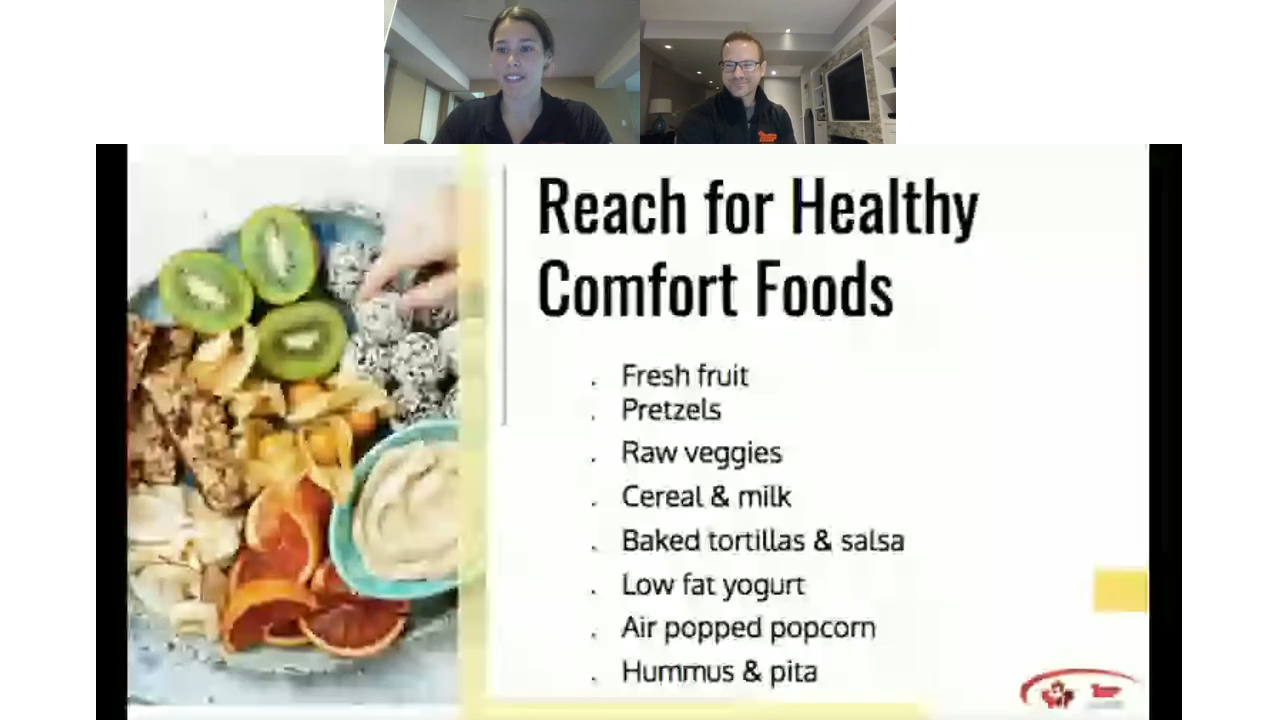 Reach for Healthy
Comfort Foods
. Fresh fruit
. Pretzels
. Raw veggies
. Cereal & milk
. Baked tortillas & salsa
. Low fat yogurt
. Air popped popcorn
. Hummus & pita